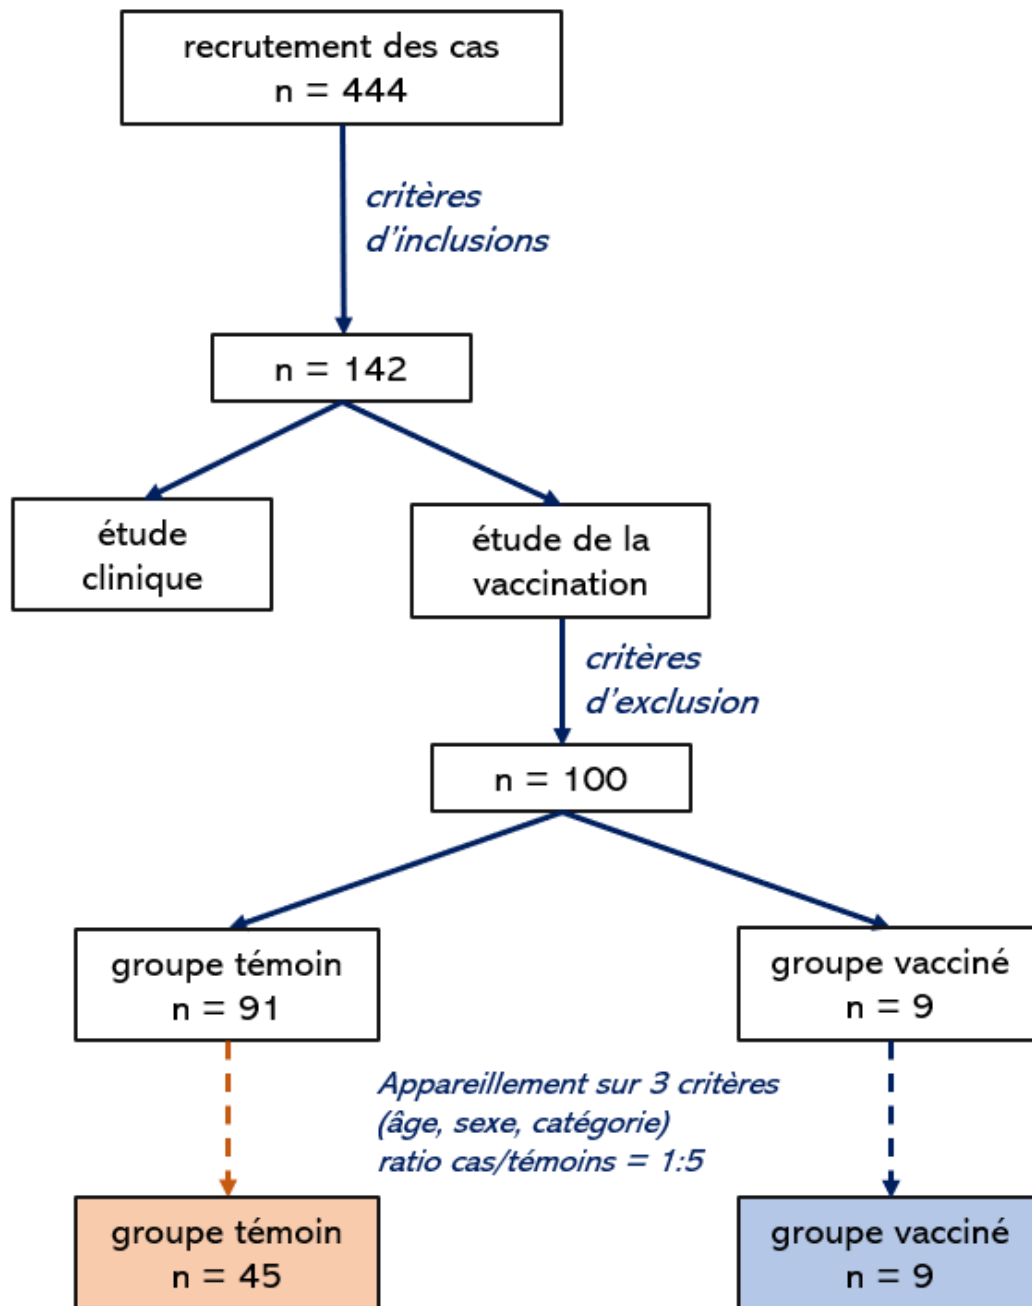 recrutement des cas
n = 444
critères
d'inclusions
n = 142
étude
clinique
étude de la
vaccination
critères
d'exclusion
n = 100
groupe témoin
n = 91
groupe vacciné
n = 9
Appareillement sur 3 critères
(âge, sexe, catégorie)
ratio cas/témoins = 1:5
groupe témoin
n = 45
groupe vacciné
n = 9